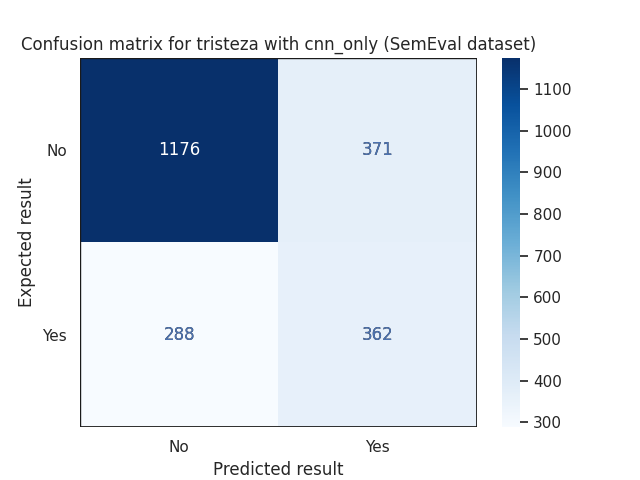 Confusion matrix for tristeza with cnn_only (SemEval dataset)
Expected result
No
Yes
1176
371
288
362
No
Yes
Predicted result
1100
1000
900
800
700
600
500
400
300